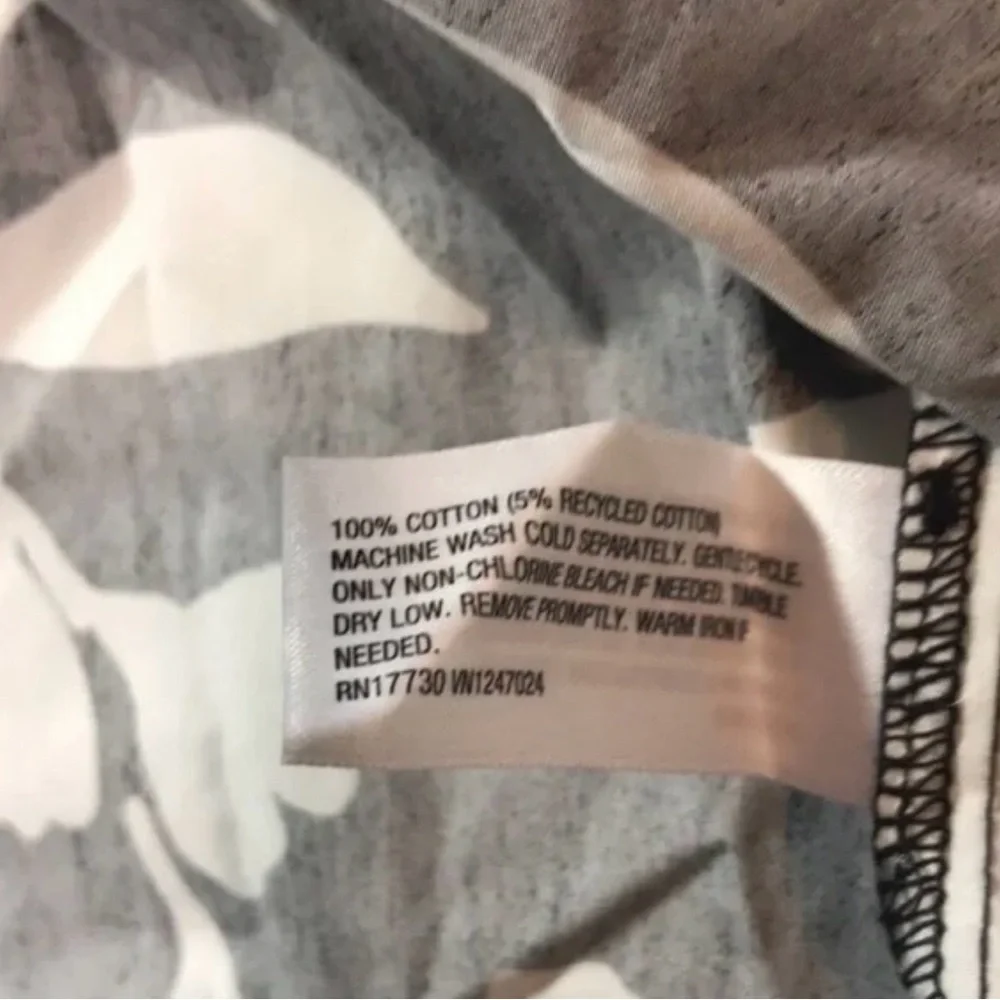 100% COTTON (5% RECYCLED COTTON)
MACHINE WASH COLD SEPARATELY. GENTLE CYCLE.
ONLY NON-CHLORINE BLEACH IF NEEDED. TUMBLE
DRY LOW. REMOVE PROMPTLY. WARM IRON IF
NEEDED.
RN17730 VN1247024